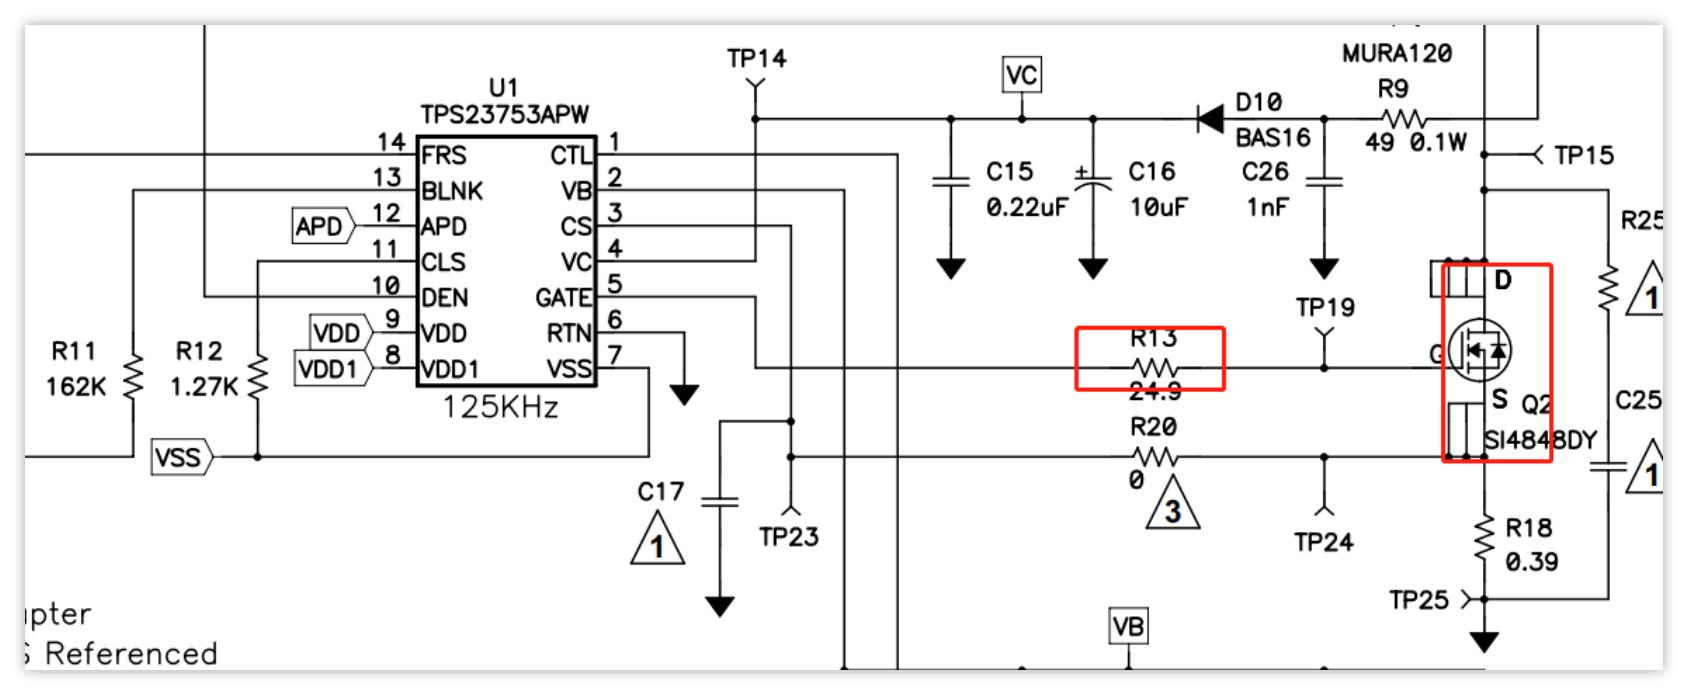 MURA120
R9
49 0.1W
TP14
VC
D10
BAS16
U1
TPS23753APW
14 FRS CTL 1
13 BLNK VB 2
APD 12 APD CS 3
11 CLS VC 4
10 DEN GATE 5
VDD 9 VDD RTN 6
VDD1 8 VDD1 VSS 7
125KHz
C15
0.22uF
+
C16
10uF
C26
1nF
TP15
R25
1
D
TP19
R13
24.9
G
S
Q2
SI4848DY
C25
1
R11
162K
R12
1.27K
VSS
R20
0
3
C17
1
TP23
TP24
R18
0.39
TP25
VB
Referenced